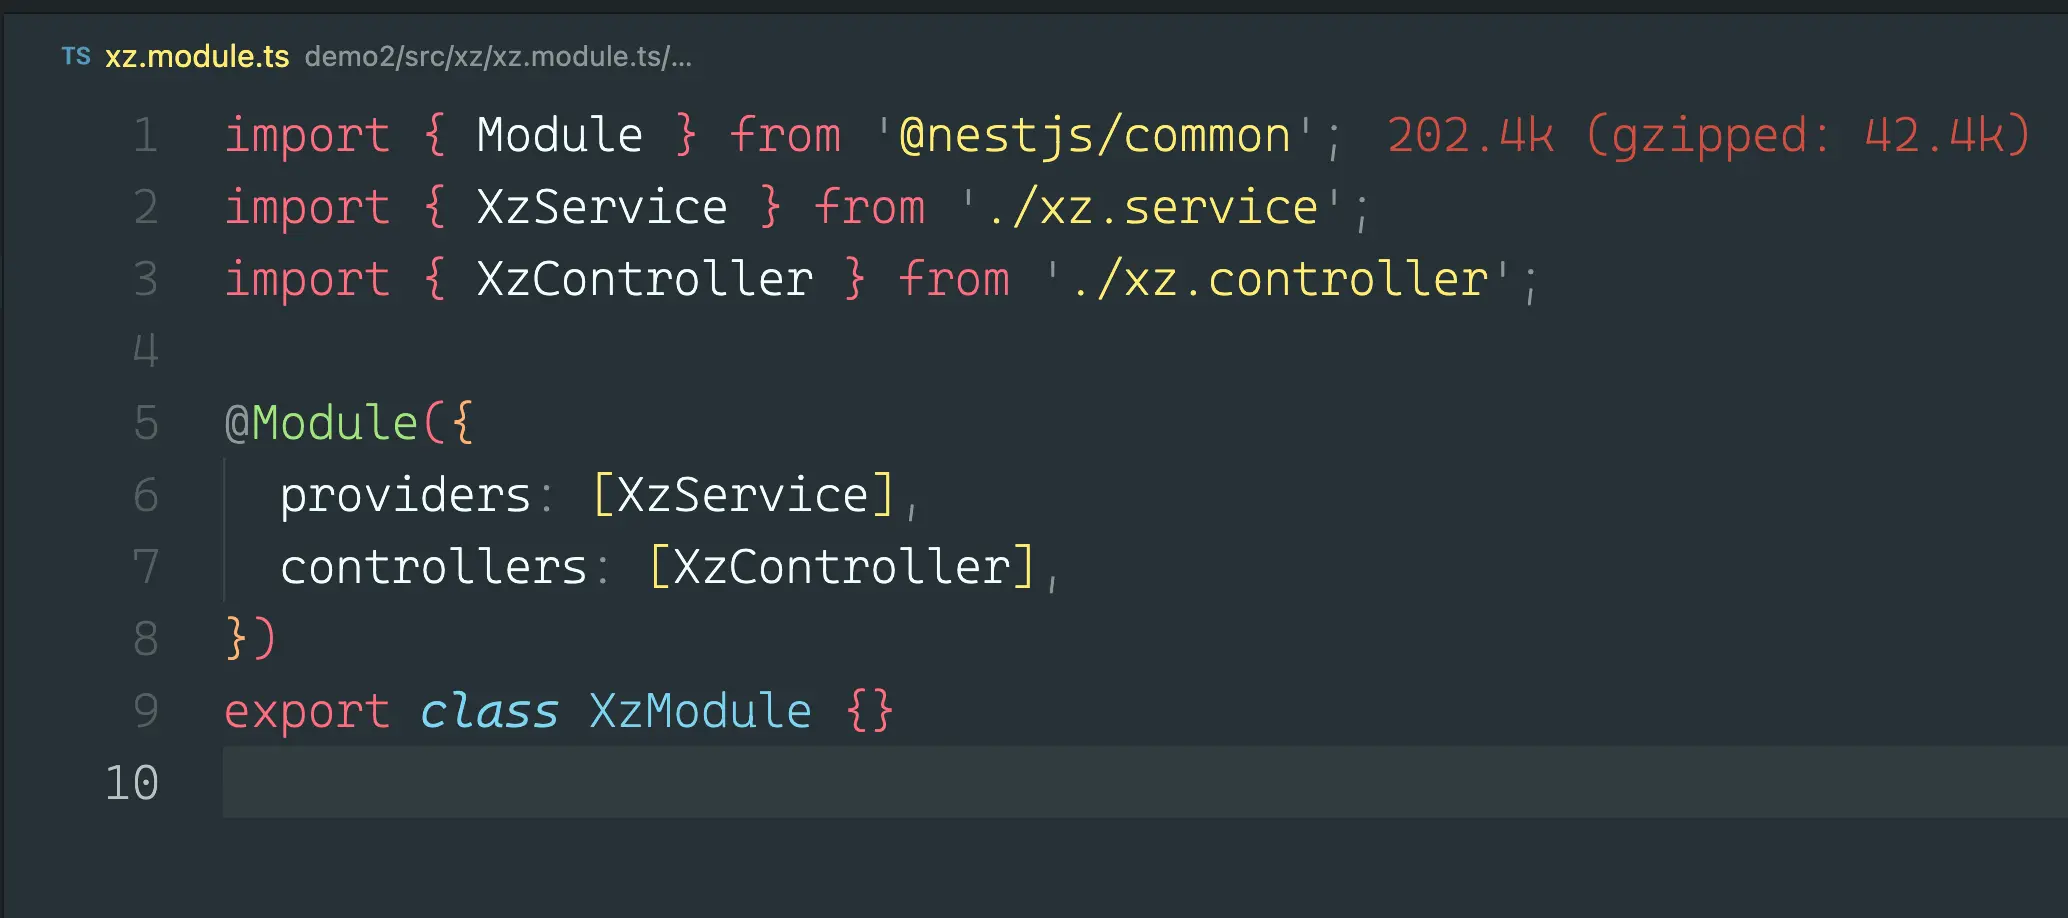 TS xz.module.ts demo2/src/xz/xz.module.ts/...
1 import { Module } from '@nestjs/common'; 202.4k (gzipped: 42.4k)
2 import { XzService } from './xz.service';
3 import { XzController } from './xz.controller';
4
5 @Module({
6   providers: [XzService],
7   controllers: [XzController],
8 })
9 export class XzModule {}
10